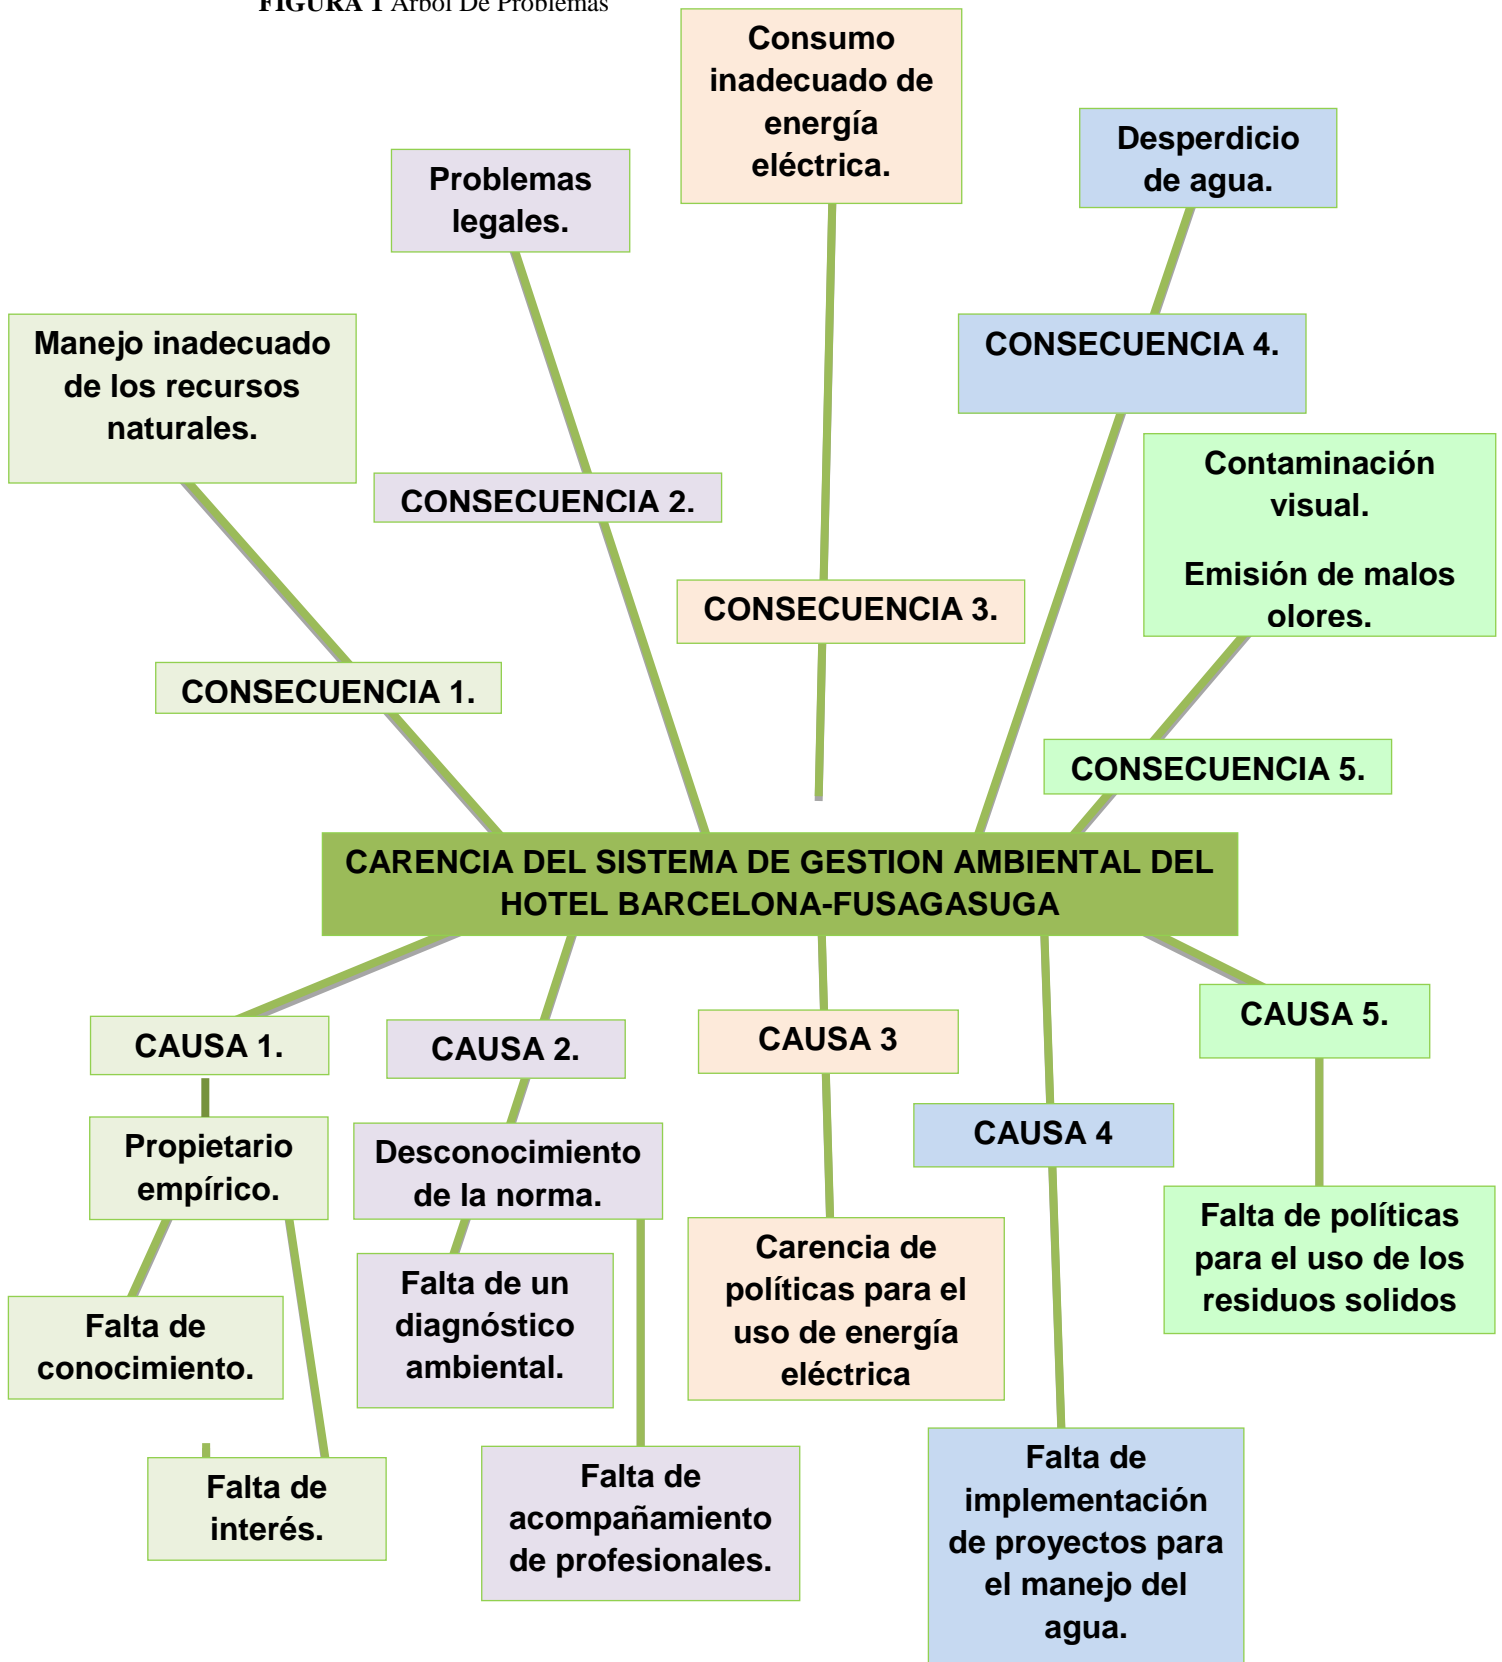 FIGURA 1 Árbol De Problemas
Consumo
inadecuado de
energía
eléctrica.
Desperdicio
de agua.
Problemas
legales.
Manejo inadecuado
de los recursos
naturales.
CONSECUENCIA 4.
Contaminación
visual.
Emisión de malos
olores.
CONSECUENCIA 2.
CONSECUENCIA 3.
CONSECUENCIA 1.
CONSECUENCIA 5.
CARENCIA DEL SISTEMA DE GESTION AMBIENTAL DEL
HOTEL BARCELONA-FUSAGASUGA
CAUSA 1.
CAUSA 2.
CAUSA 3
CAUSA 5.
CAUSA 4
Propietario
empírico.
Desconocimiento
de la norma.
Falta de políticas
para el uso de los
residuos solidos
Carencia de
políticas para el
uso de energía
eléctrica
Falta de un
diagnóstico
ambiental.
Falta de
conocimiento.
Falta de
interés.
Falta de
acompañamiento
de profesionales.
Falta de
implementación
de proyectos para
el manejo del
agua.